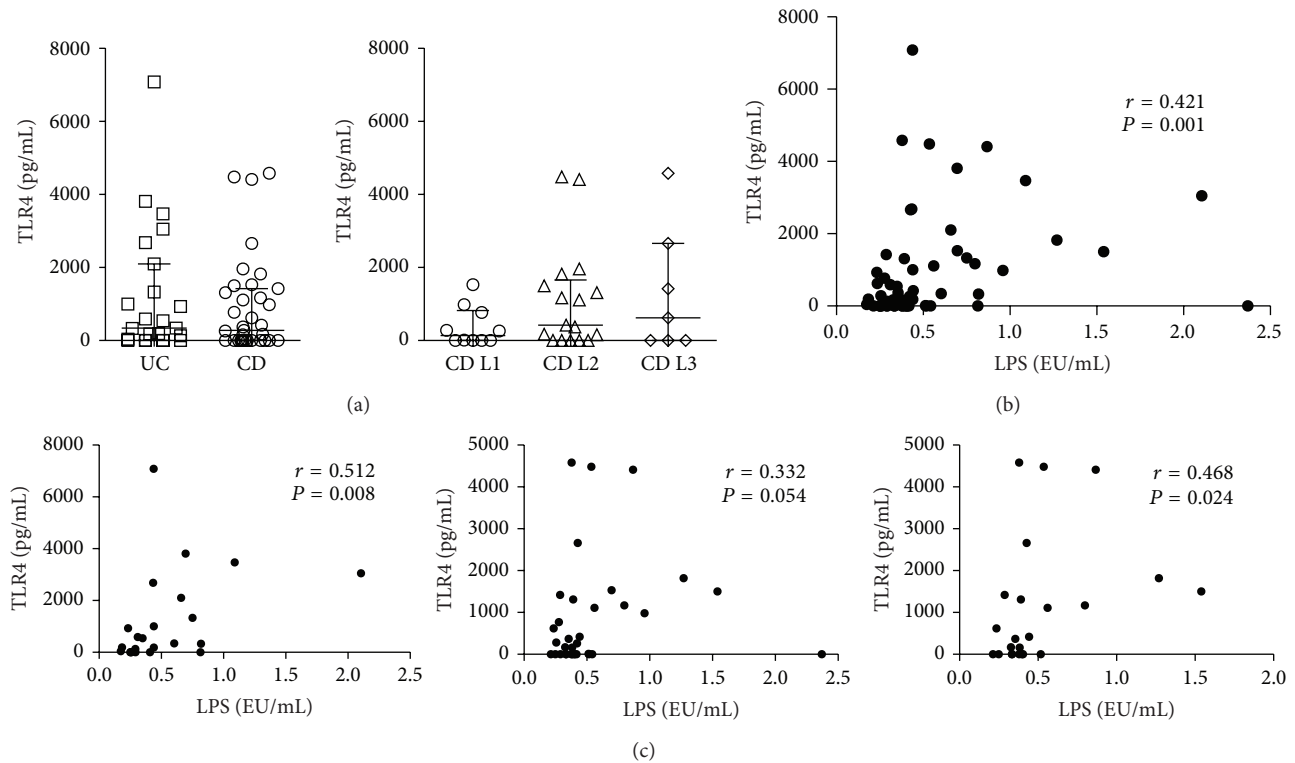 8000
6000
4000
2000
0
TLR4 (pg/mL)
UC
CD
8000
6000
4000
2000
0
TLR4 (pg/mL)
CD L1
CD L2
CD L3
(a)
8000
6000
4000
2000
0
TLR4 (pg/mL)
r = 0.421
P = 0.001
0.0
0.5
1.0
1.5
2.0
2.5
LPS (EU/mL)
(b)
8000
6000
4000
2000
0
TLR4 (pg/mL)
r = 0.512
P = 0.008
0.0
0.5
1.0
1.5
2.0
2.5
LPS (EU/mL)
5000
4000
3000
2000
1000
0
TLR4 (pg/mL)
r = 0.332
P = 0.054
0.0
0.5
1.0
1.5
2.0
2.5
LPS (EU/mL)
5000
4000
3000
2000
1000
0
TLR4 (pg/mL)
r = 0.468
P = 0.024
0.0
0.5
1.0
1.5
2.0
LPS (EU/mL)
(c)